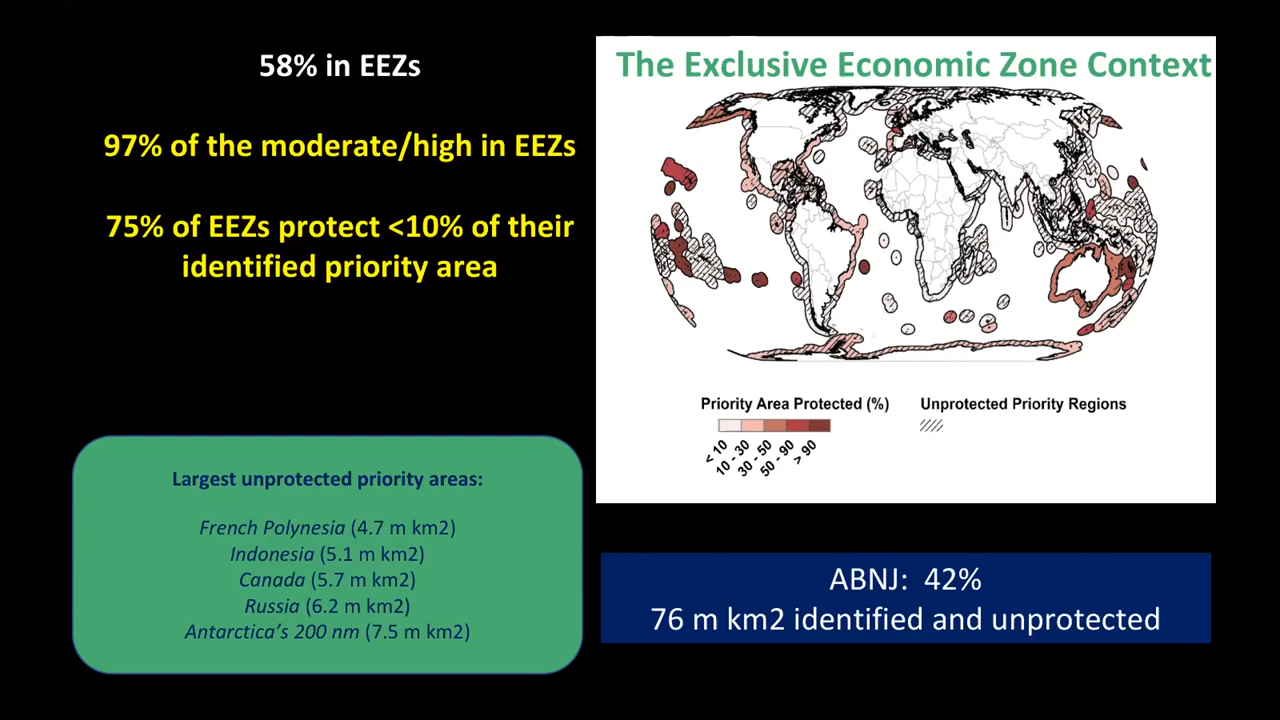 58% in EEZs
97% of the moderate/high in EEZs
75% of EEZs protect <10% of their
identified priority area
Largest unprotected priority areas:
French Polynesia (4.7 m km2)
Indonesia (5.1 m km2)
Canada (5.7 m km2)
Russia (6.2 m km2)
Antarctica's 200 nm (7.5 m km2)
The Exclusive Economic Zone Context
Priority Area Protected (%)
< 10
10 - 30
30 - 50
50 - 90
> 90
Unprotected Priority Regions
ABNJ: 42%
76 m km2 identified and unprotected